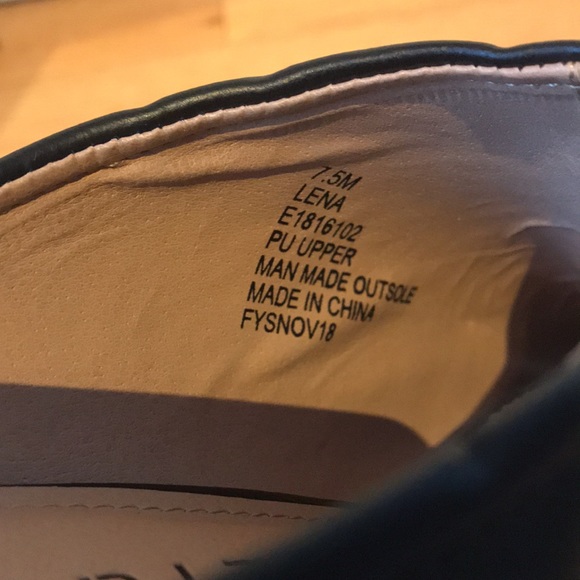 7.5M
LENA
E1816102
PU UPPER
MAN MADE OUTSOLE
MADE IN CHINA
FYSNOV18